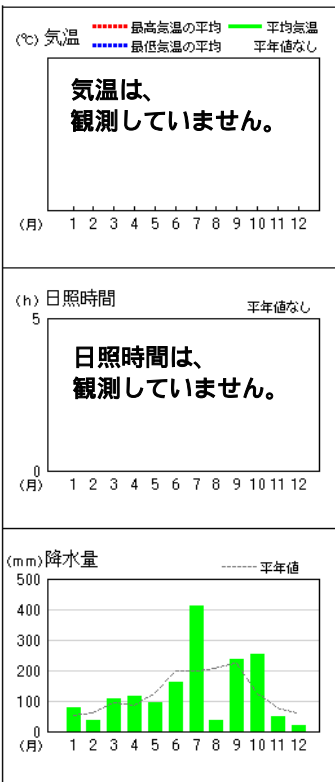 (℃) 気温 最高気温の平均 平均気温
最低気温の平均 平年値なし
気温は、
観測していません。
(月) 1 2 3 4 5 6 7 8 9 10 11 12
(h) 日照時間 平年値なし
5
日照時間は、
観測していません。
0
(月) 1 2 3 4 5 6 7 8 9 10 11 12
(mm) 降水量 平年値
500
400
300
200
100
0
(月) 1 2 3 4 5 6 7 8 9 10 11 12